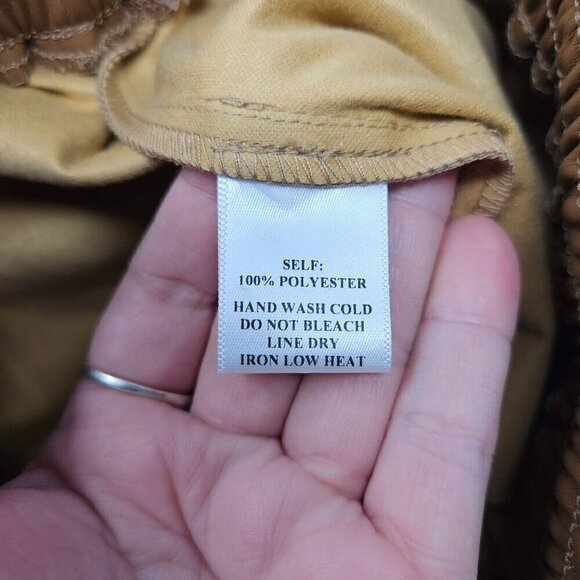 SELF:
100% POLYESTER
HAND WASH COLD
DO NOT BLEACH
LINE DRY
IRON LOW HEAT